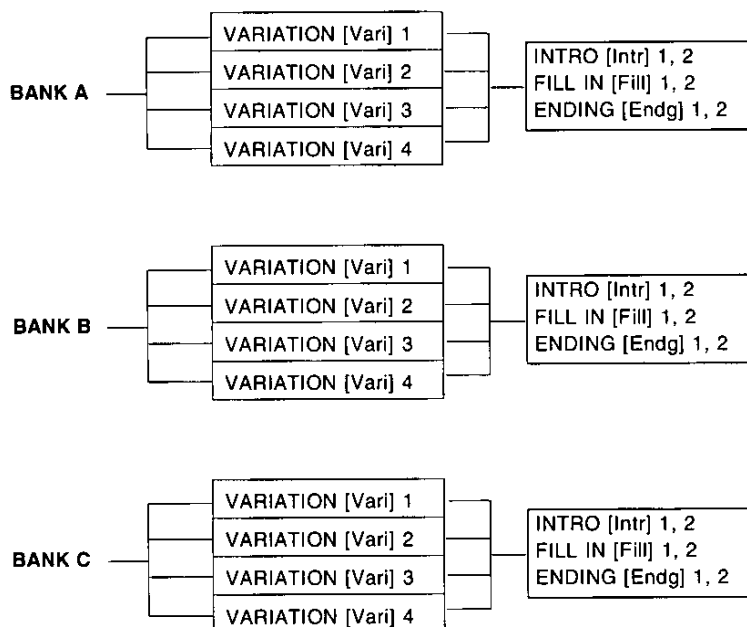 VARIATION [Vari] 1
VARIATION [Vari] 2
VARIATION [Vari] 3
VARIATION [Vari] 4
BANK A
INTRO [Intr] 1, 2
FILL IN [Fill] 1, 2
ENDING [Endg] 1, 2
VARIATION [Vari] 1
VARIATION [Vari] 2
VARIATION [Vari] 3
VARIATION [Vari] 4
BANK B
INTRO [Intr] 1, 2
FILL IN [Fill] 1, 2
ENDING [Endg] 1, 2
VARIATION [Vari] 1
VARIATION [Vari] 2
VARIATION [Vari] 3
VARIATION [Vari] 4
BANK C
INTRO [Intr] 1, 2
FILL IN [Fill] 1, 2
ENDING [Endg] 1, 2